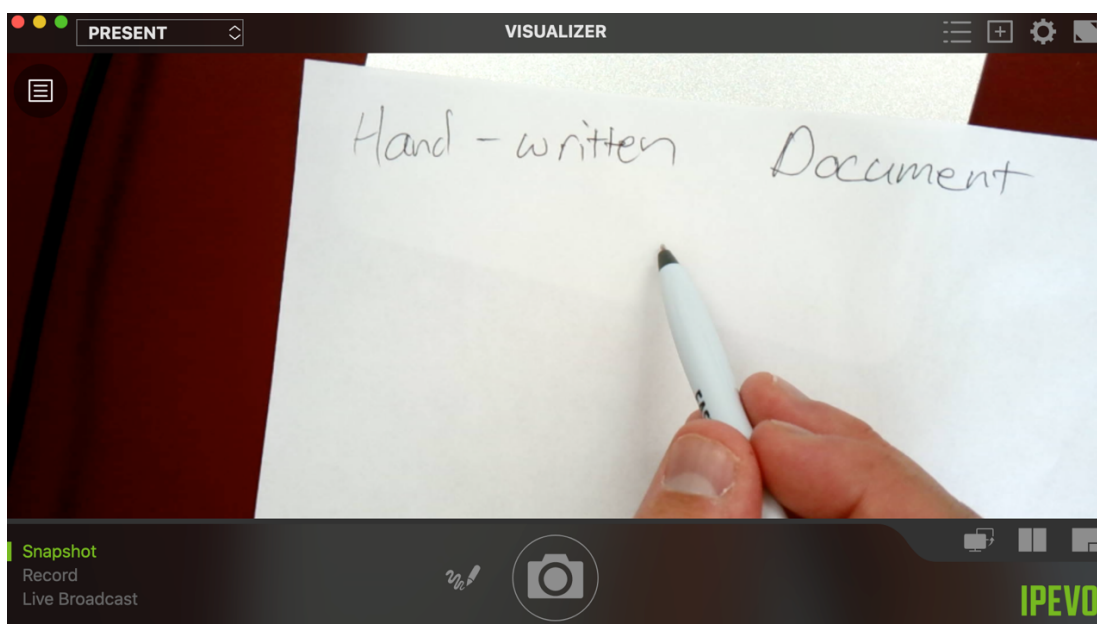 PRESENT
VISUALIZER
Hand - written Document
Snapshot
Record
Live Broadcast
IPEVO